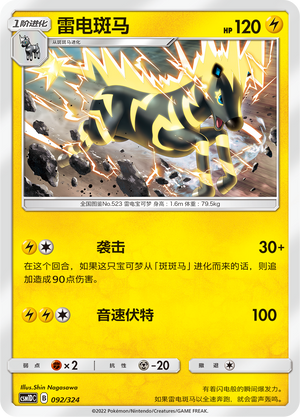 1阶进化
雷电斑马
HP 120
从斑斑马进化
全国图鉴No.523 雷电宝可梦 身高：1.6m 体重：79.5kg
袭击 30+
在这个回合，如果这只宝可梦从「斑斑马」进化而来的话，则追
加造成90点伤害。
音速伏特 100
弱点 ×2 抵抗 -20 撤退
Illus.Shin Nagasawa
CSM1DC B 092/324
有着闪电般的爆发力。
如果雷电斑马以全速奔跑，就会雷声轰鸣。
©2022 Pokémon/Nintendo/Creatures/GAME FREAK.